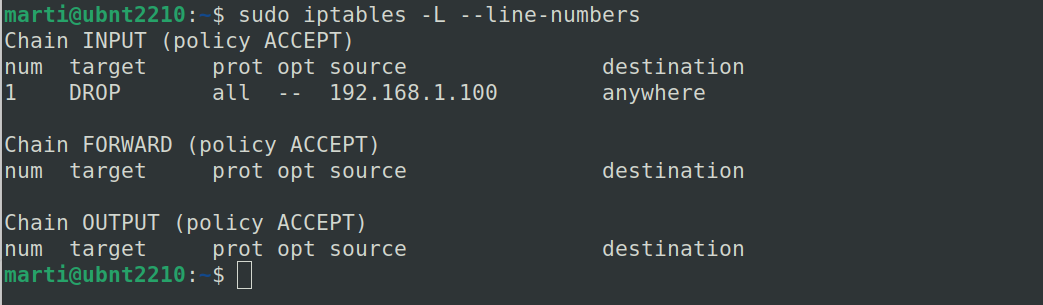 marti@ubnt2210:~$ sudo iptables -L --line-numbers
Chain INPUT (policy ACCEPT)
num  target     prot opt source               destination
1    DROP       all  --  192.168.1.100        anywhere

Chain FORWARD (policy ACCEPT)
num  target     prot opt source               destination

Chain OUTPUT (policy ACCEPT)
num  target     prot opt source               destination
marti@ubnt2210:~$